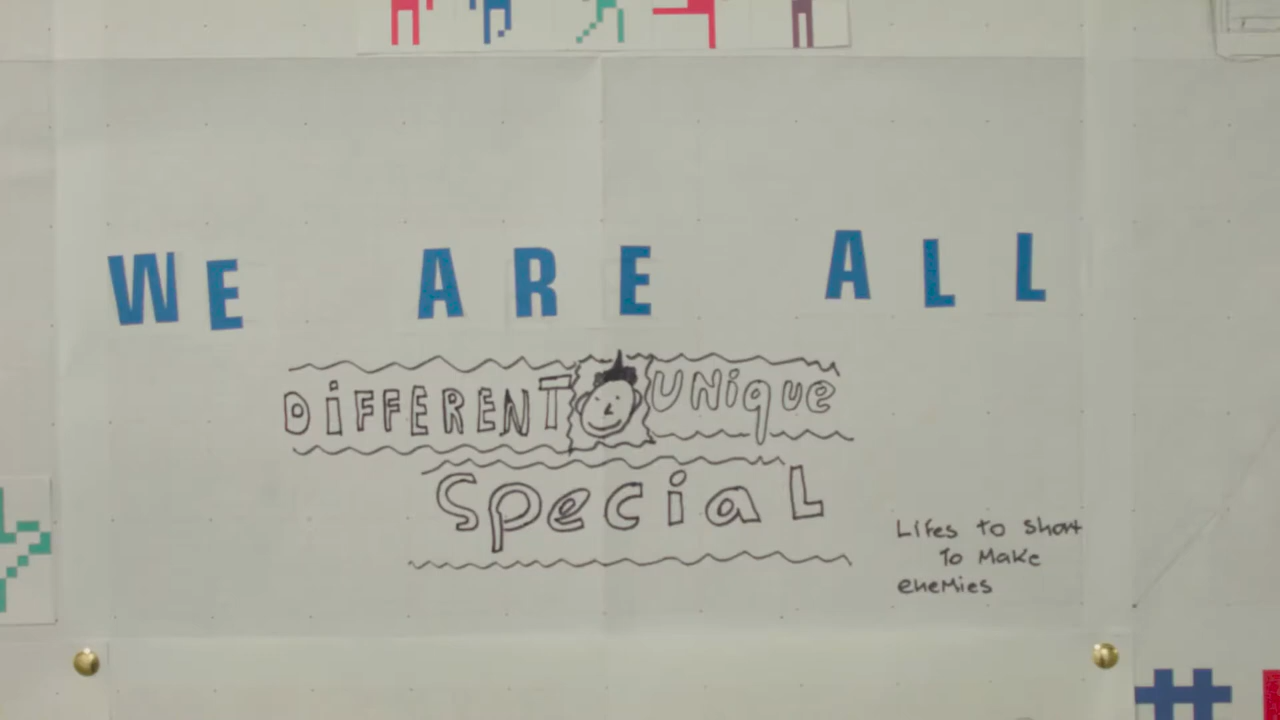 WE ARE ALL
DiFFERENT UNique
SpeciaL
Lifes to short
To Make
eneMies
#